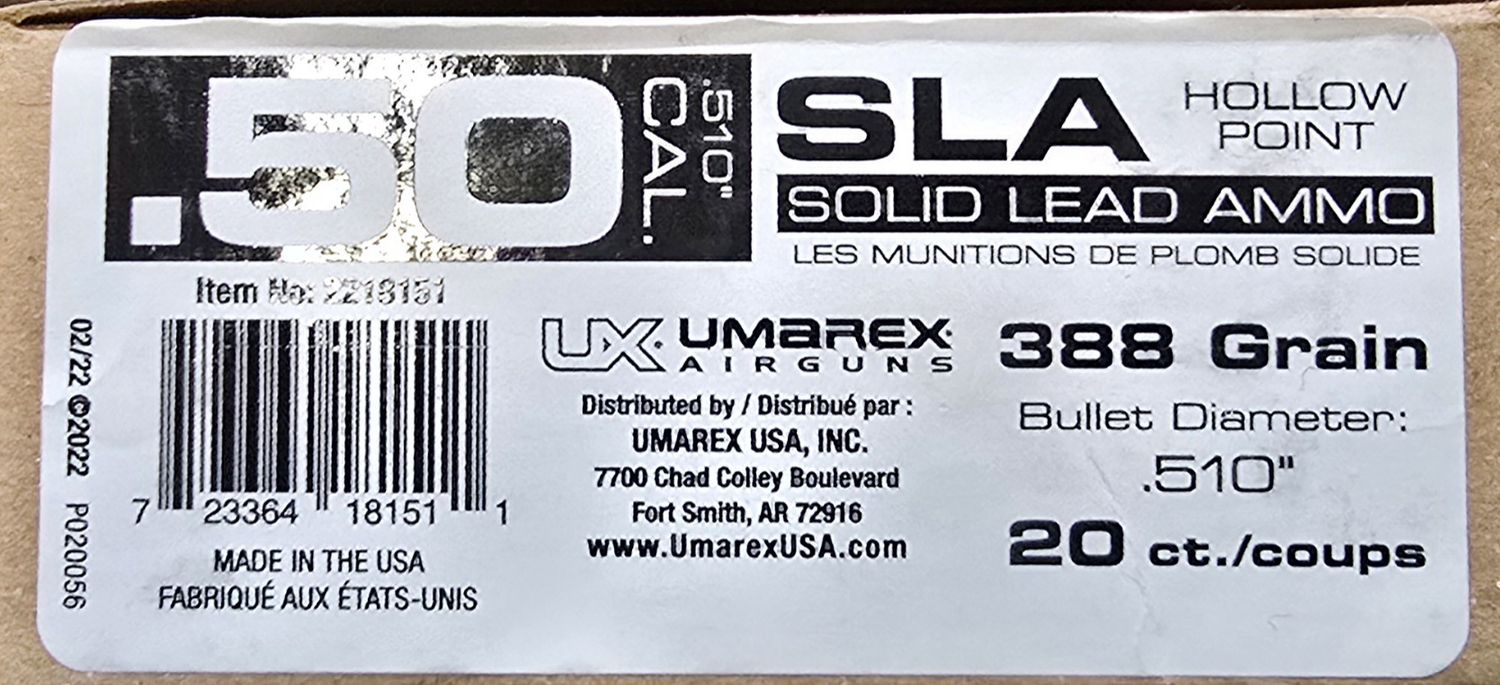 .50
CAL.
.510"
SLA
HOLLOW
POINT
SOLID LEAD AMMO
LES MUNITIONS DE PLOMB SOLIDE
Item No: 2218151
7 23364 18151 1
MADE IN THE USA
FABRIQUÉ AUX ÉTATS-UNIS
02/22 ©2022 P020056
UX
UMAREX
AIRGUNS
Distributed by / Distribué par :
UMAREX USA, INC.
7700 Chad Colley Boulevard
Fort Smith, AR 72916
www.UmarexUSA.com
388 Grain
Bullet Diameter:
.510"
20 ct./coups